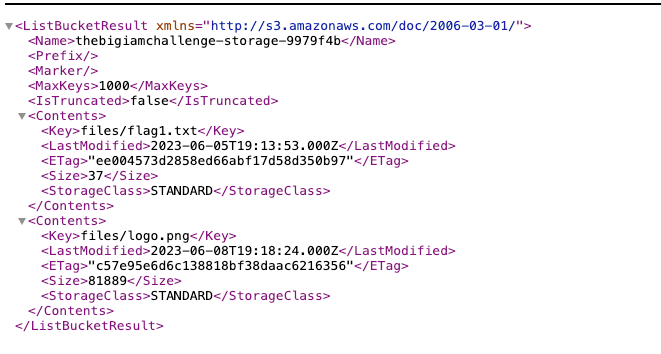 <ListBucketResult xmlns="http://s3.amazonaws.com/doc/2006-03-01/">
<Name>thebigiamchallenge-storage-9979f4b</Name>
<Prefix/>
<Marker/>
<MaxKeys>1000</MaxKeys>
<IsTruncated>false</IsTruncated>
<Contents>
<Key>files/flag1.txt</Key>
<LastModified>2023-06-05T19:13:53.000Z</LastModified>
<ETag>"ee004573d2858ed66abf17d58d350b97"</ETag>
<Size>37</Size>
<StorageClass>STANDARD</StorageClass>
</Contents>
<Contents>
<Key>files/logo.png</Key>
<LastModified>2023-06-08T19:18:24.000Z</LastModified>
<ETag>"c57e95e6d6c138818bf38daac6216356"</ETag>
<Size>81889</Size>
<StorageClass>STANDARD</StorageClass>
</Contents>
</ListBucketResult>